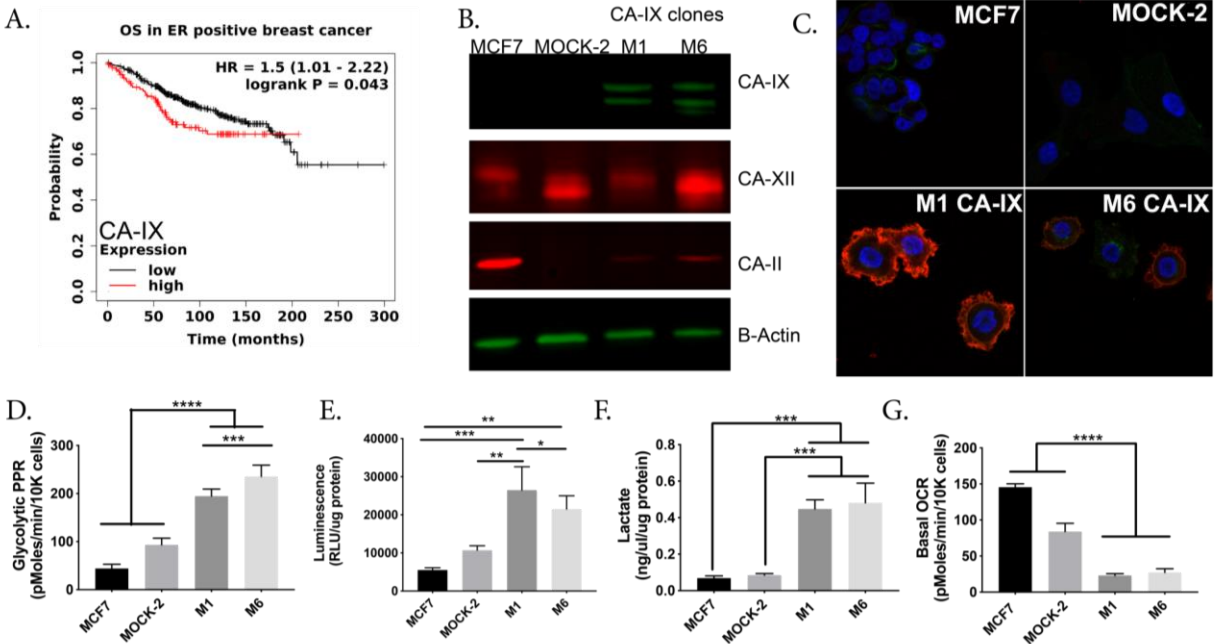 A.
OS in ER positive breast cancer
HR = 1.5 (1.01 - 2.22)
logrank P = 0.043
Probability
1.0
0.8
0.6
0.4
0.2
0.0
CA-IX
Expression
low
high
0 50 100 150 200 250 300
Time (months)
B.
CA-IX clones
MCF7 MOCK-2 M1 M6
CA-IX
CA-XII
CA-II
B-Actin
C.
MCF7
MOCK-2
M1 CA-IX
M6 CA-IX
D.
****
***
Glycolytic PPR
(pMoles/min/10K cells)
300
200
100
0
MCF7 MOCK-2 M1 M6
E.
**
***
*
**
Luminescence
(RLU/ug protein)
40000
30000
20000
10000
0
MCF7 MOCK-2 M1 M6
F.
***
***
Lactate
(ng/ul/ug protein)
0.8
0.6
0.4
0.2
0.0
MCF7 MOCK-2 M1 M6
G.
****
Basal OCR
(pMoles/min/10K cells)
200
150
100
50
0
MCF7 MOCK-2 M1 M6